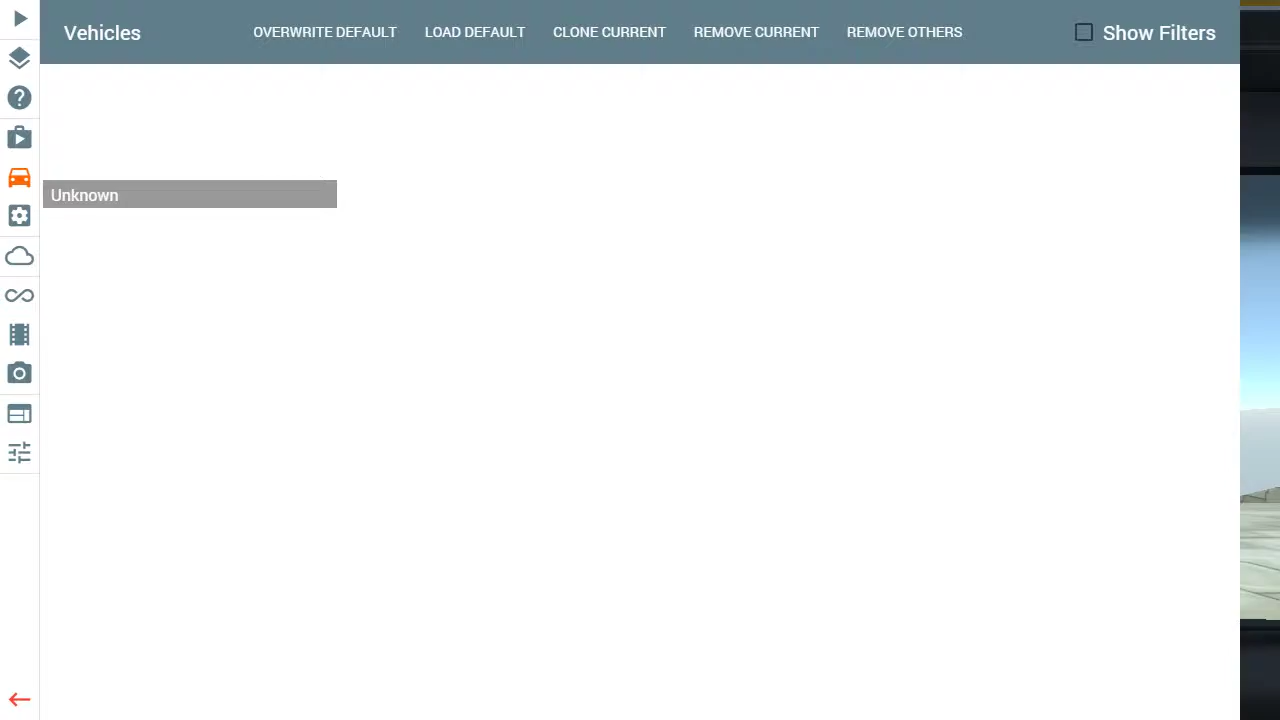 Vehicles
OVERWRITE DEFAULT
LOAD DEFAULT
CLONE CURRENT
REMOVE CURRENT
REMOVE OTHERS
Show Filters
Unknown